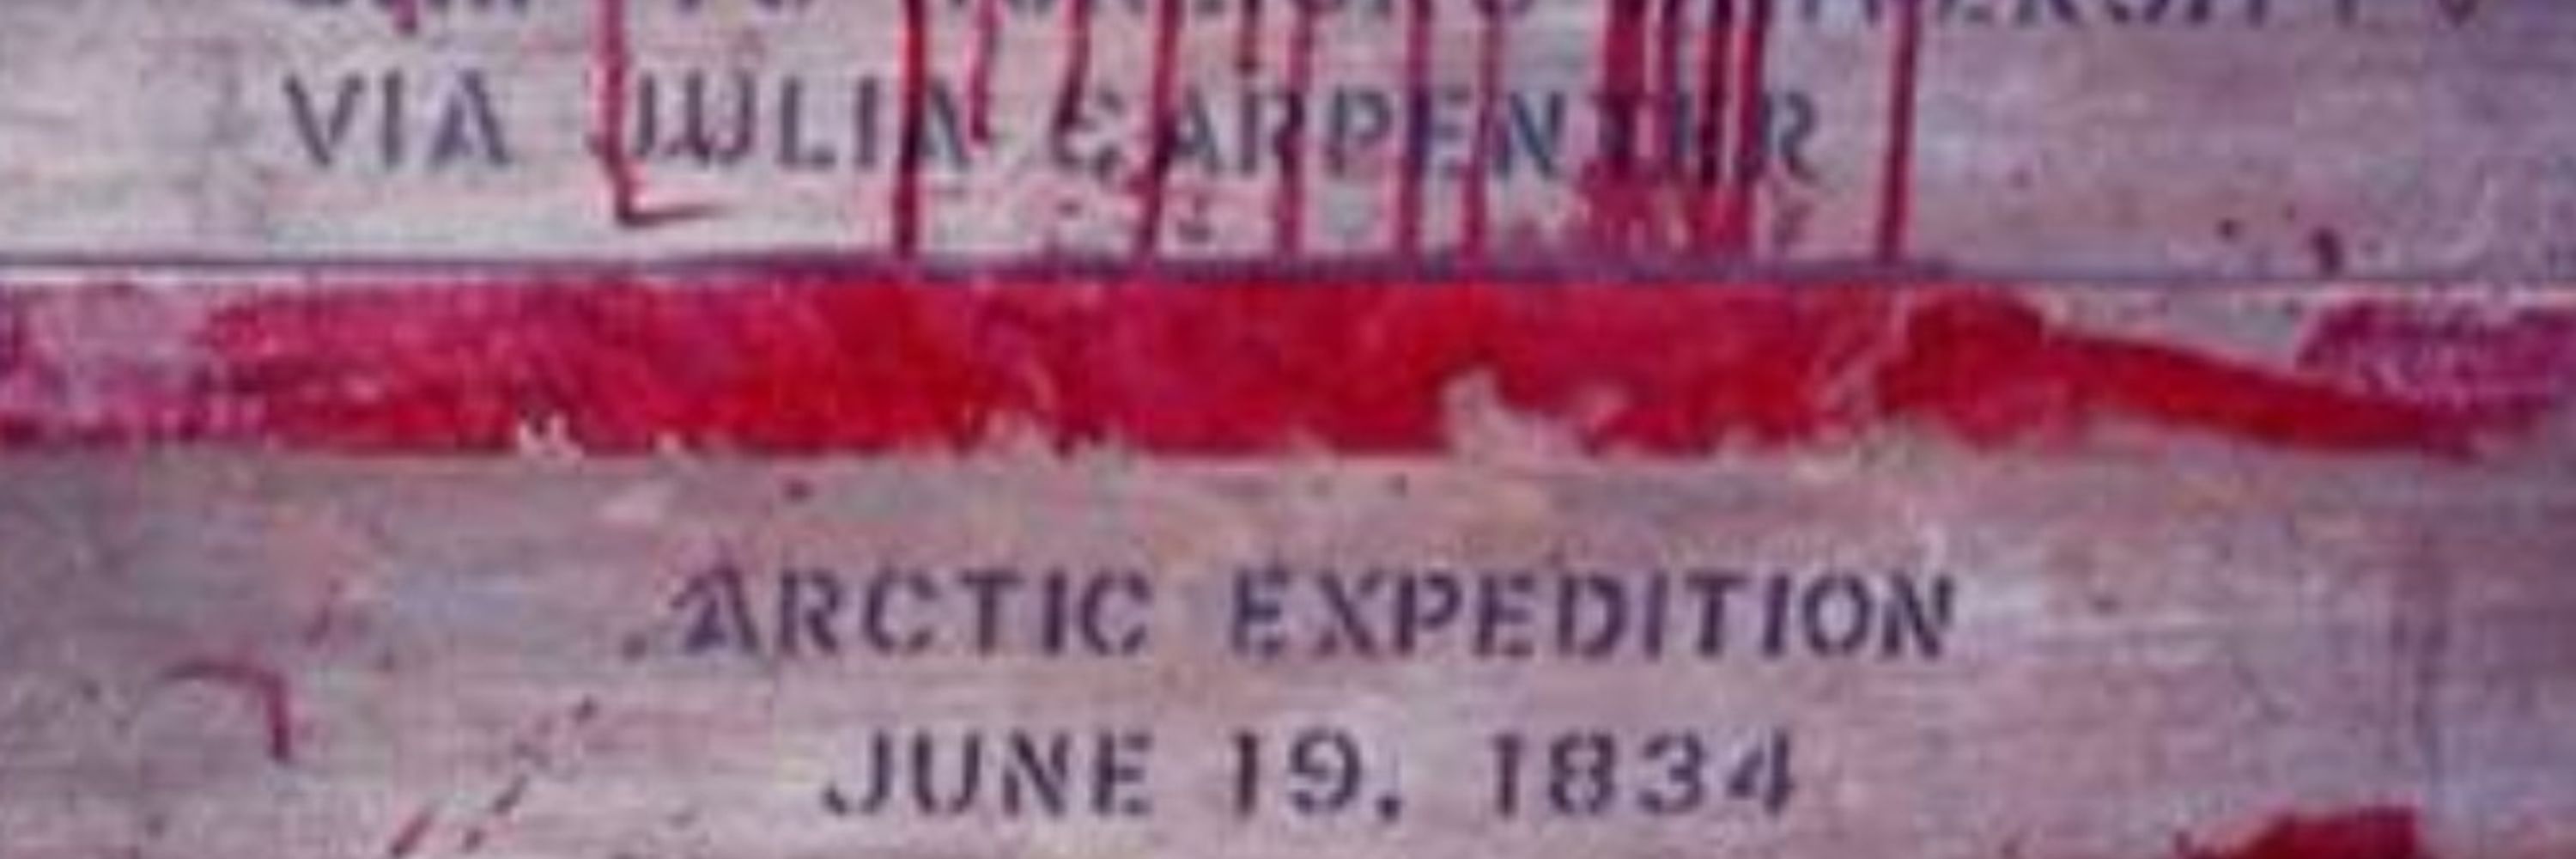 VIA JULIA CARPENTER
ARCTIC EXPEDITION
JUNE 19, 1834